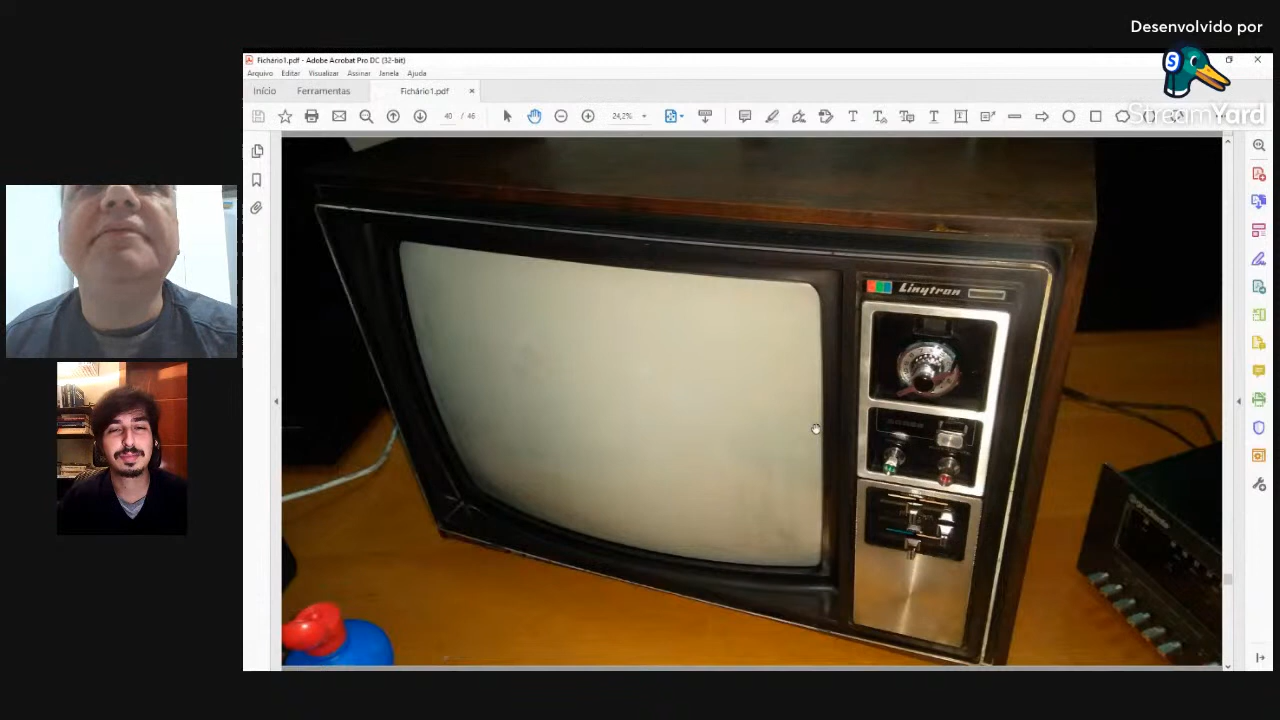 Desenvolvido por
StreamYard
S
Fichário1.pdf - Adobe Acrobat Pro DC (32-bit)
Arquivo Editar Visualizar Assinar Janela Ajuda
Início Ferramentas Fichário1.pdf
40 / 46 24,2%
Linytron